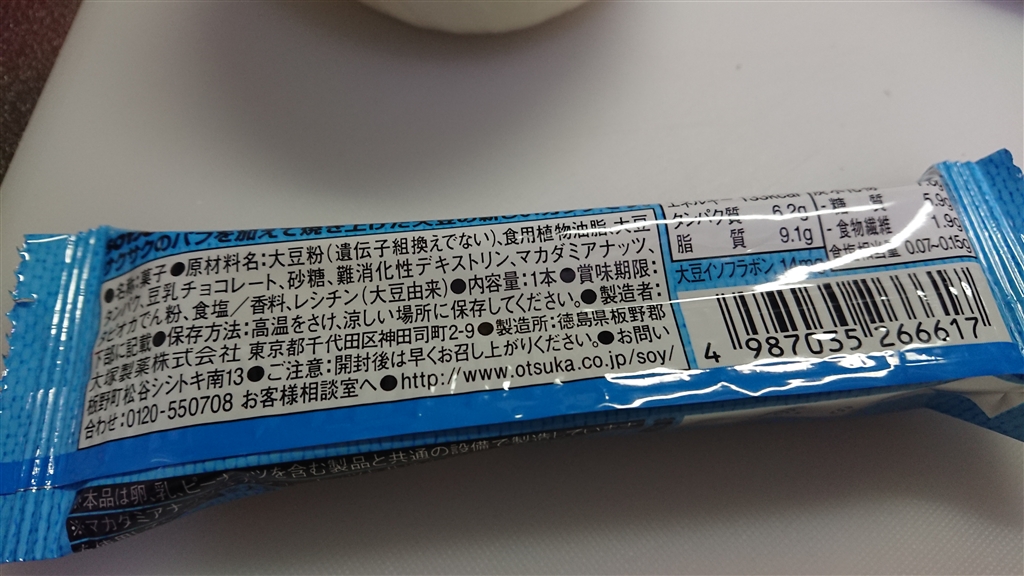 サクサクのパフを加えて焼き上げた大豆の新しい
●名称:菓子●原材料名:大豆粉(遺伝子組換えでない)、食用植物油脂、大豆
タンパク、豆乳チョコレート、砂糖、難消化性デキストリン、マカダミアナッツ、
タピオカでん粉、食塩/香料、レシチン(大豆由来)●内容量:1本●賞味期限:
下部に記載●保存方法:高温をさけ、涼しい場所に保存してください。●製造者:
大塚製薬株式会社 東京都千代田区神田司町2-9●製造所:徳島県板野郡
板野町松谷シントキ南13●ご注意:開封後は早くお召し上がりください。●お問い
合わせ:0120-550708 お客様相談室へ●http://www.otsuka.co.jp/soy/
エネルギー
タンパク質 6.2g
脂質 9.1g
-糖質 5.9g
-食物繊維 1.9g
食塩相当量 0.07~0.15g
大豆イソフラボン 14mg
4 987035 266617
※本品は卵、乳、ピーナッツを含む製品と共通の設備で製造しています
※マカダミアナ